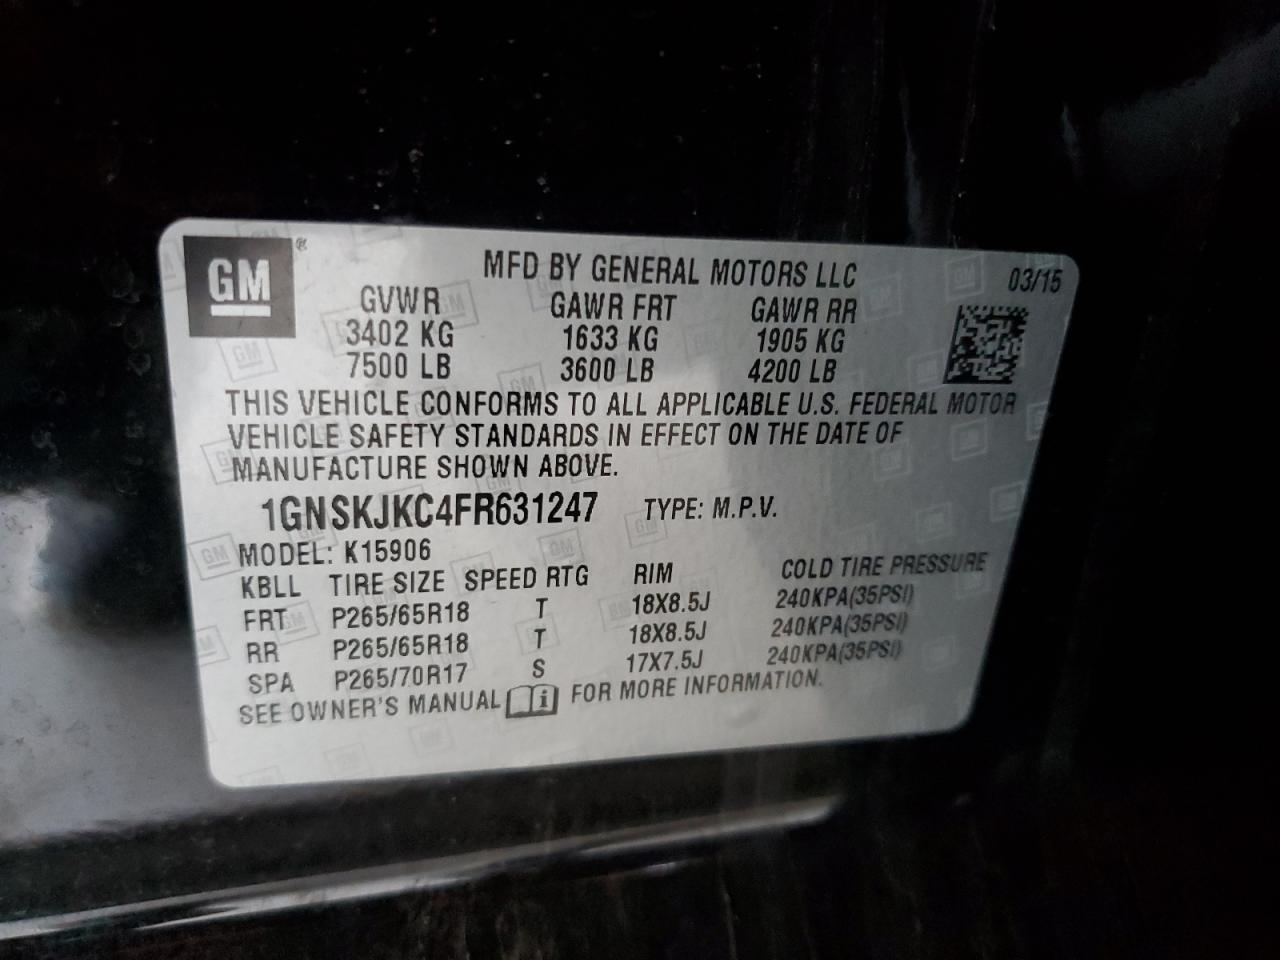 GM®
MFD BY GENERAL MOTORS LLC 03/15
GVWR GAWR FRT GAWR RR
3402 KG 1633 KG 1905 KG
7500 LB 3600 LB 4200 LB
THIS VEHICLE CONFORMS TO ALL APPLICABLE U.S. FEDERAL MOTOR
VEHICLE SAFETY STANDARDS IN EFFECT ON THE DATE OF
MANUFACTURE SHOWN ABOVE.
1GNSKJKC4FR631247 TYPE: M.P.V.
MODEL: K15906
KBLL TIRE SIZE SPEED RTG RIM COLD TIRE PRESSURE
FRT P265/65R18 T 18X8.5J 240KPA(35PSI)
RR P265/65R18 T 18X8.5J 240KPA(35PSI)
SPA P265/70R17 S 17X7.5J 240KPA(35PSI)
SEE OWNER'S MANUAL i FOR MORE INFORMATION.